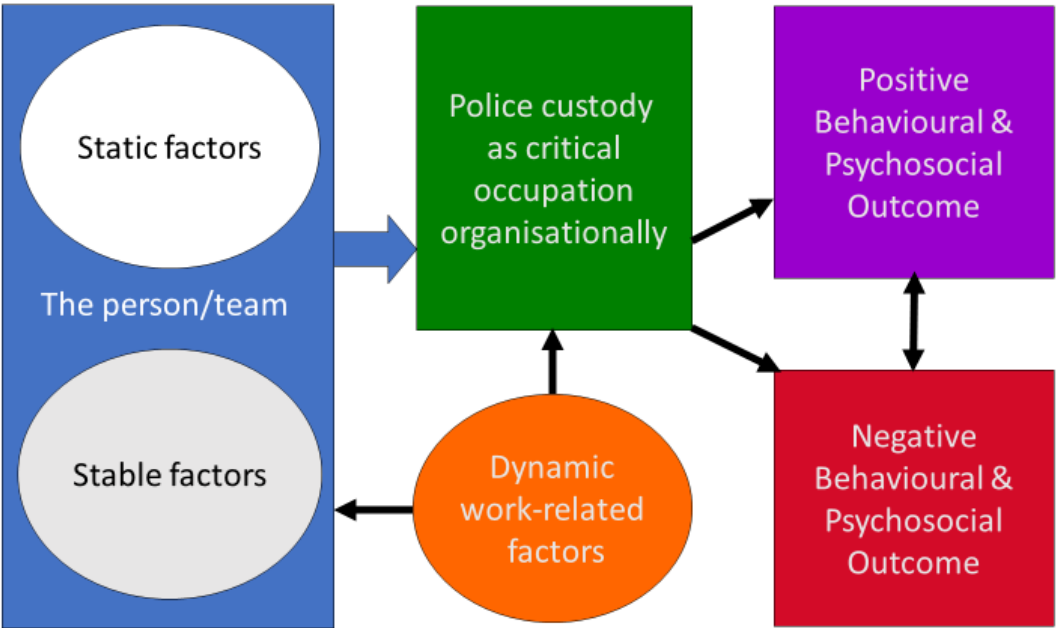 Static factors
The person/team
Stable factors
Police custody
as critical
occupation
organisationally
Dynamic
work-related
factors
Positive
Behavioural &
Psychosocial
Outcome
Negative
Behavioural &
Psychosocial
Outcome